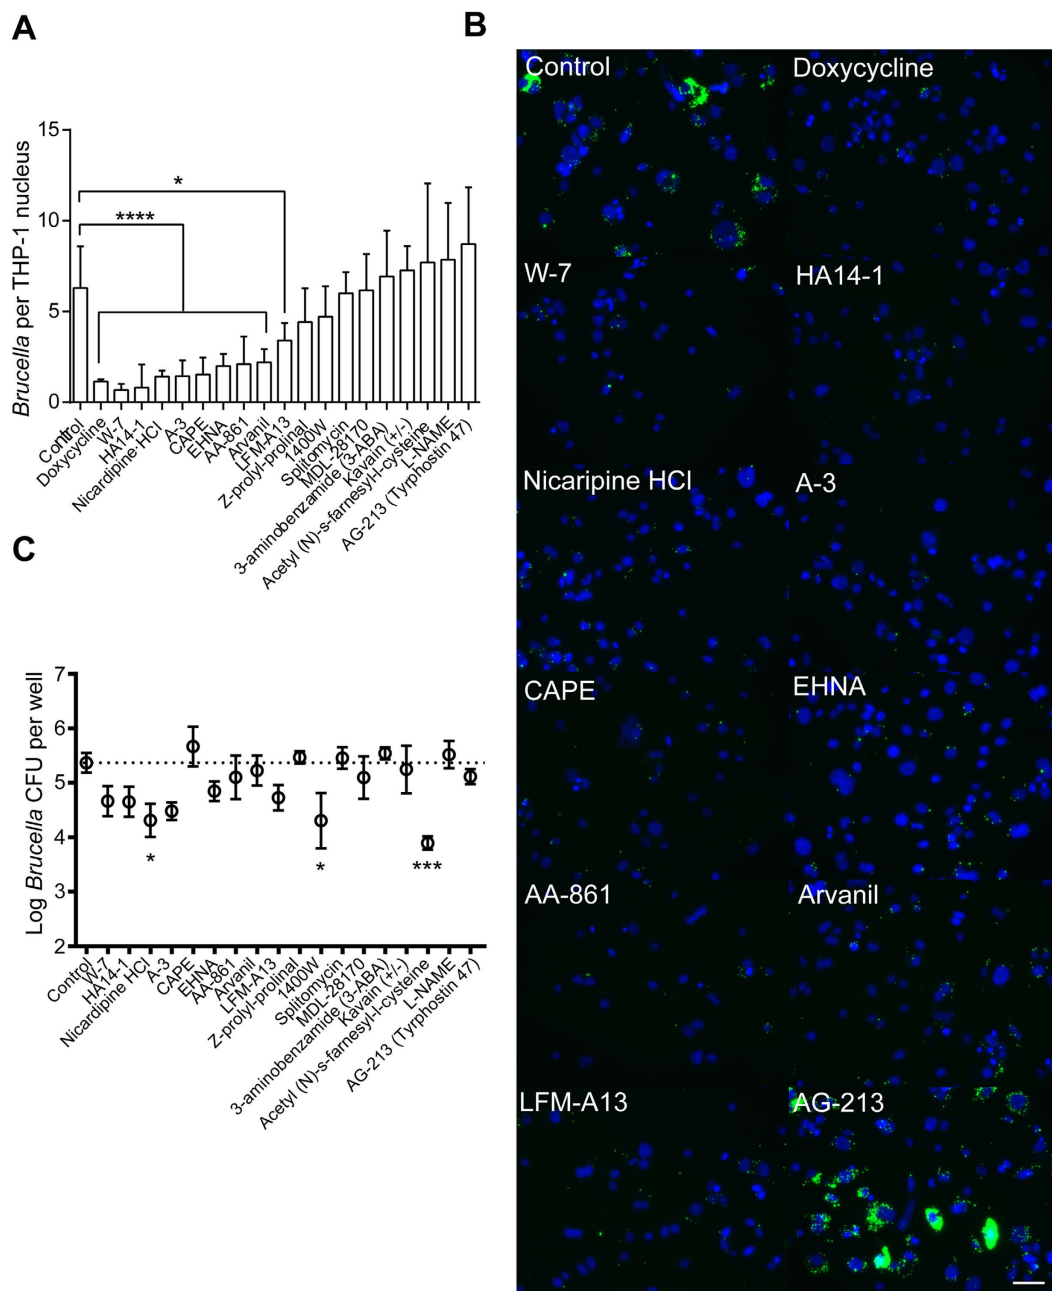 A
Brucella per THP-1 nucleus
15
10
5
0
*
****
Control
Doxycycline
W-7
HA14-1
Nicardipine-HCl
A-3
CAPE
EHNA
AA-861
Arvanil
LFM-A13
Z-prolyl-prolinal
1400W
Splitomycin
MDL-28170
3-aminobenzamide (3-ABA)
Kavain (+/-)
Acetyl (N)-s-farnesyl-l-cysteine
L-NAME
AG-213 (Tyrphostin 47)
B
Control
Doxycycline
W-7
HA14-1
Nicaripine HCl
A-3
CAPE
EHNA
AA-861
Arvanil
LFM-A13
AG-213
C
Log Brucella CFU per well
7
6
5
4
3
2
*
*
***
Control
W-7
HA14-1
Nicardipine HCl
A-3
CAPE
EHNA
AA-861
Arvanil
LFM-A13
Z-prolyl-prolinal
1400W
Splitomycin
MDL-28170
3-aminobenzamide (3-ABA)
Kavain (+/-)
Acetyl (N)-s-farnesyl-l-cysteine
L-NAME
AG-213 (Tyrphostin 47)